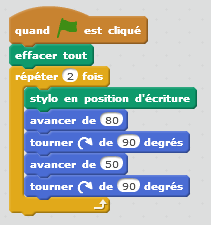 quand est cliqué
effacer tout
répéter 2 fois
stylo en position d'écriture
avancer de 80
tourner de 90 degrés
avancer de 50
tourner de 90 degrés